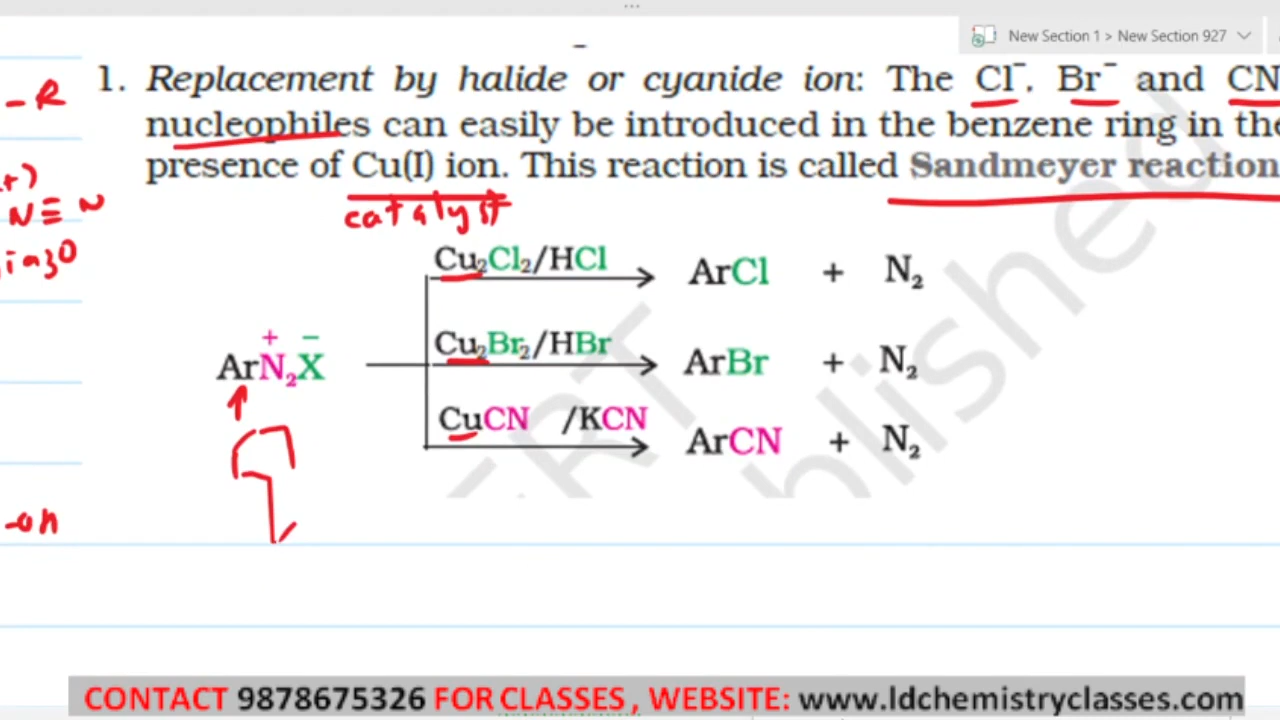 New Section 1 > New Section 927
1. Replacement by halide or cyanide ion: The Cl⁻, Br⁻ and CN
nucleophiles can easily be introduced in the benzene ring in the
presence of Cu(I) ion. This reaction is called Sandmeyer reaction
– R
N≡N
catalyst
Cu₂Cl₂/HCl
ArCl + N₂
Cu₂Br₂/HBr
ArN₂⁺X⁻
ArBr + N₂
CuCN /KCN
ArCN + N₂
CONTACT 9878675326 FOR CLASSES , WEBSITE: www.ldchemistryclasses.com